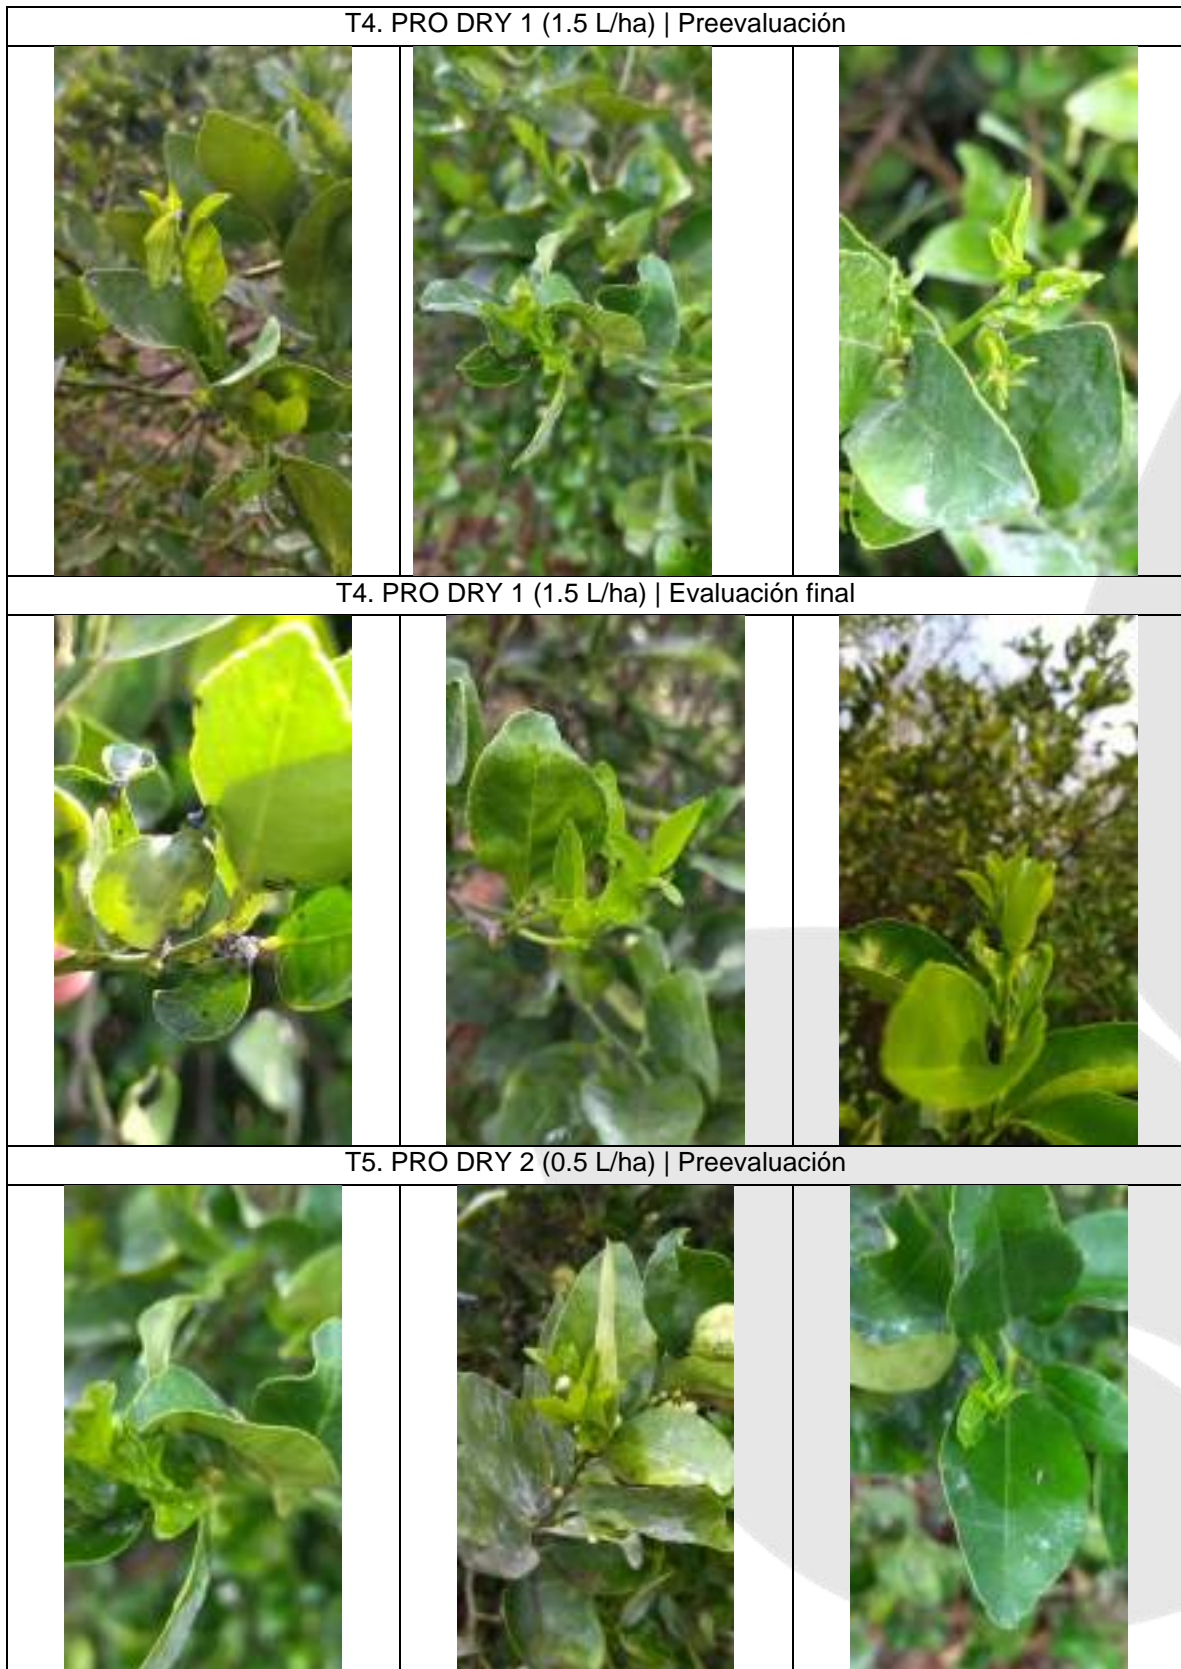 T4. PRO DRY 1 (1.5 L/ha) | Preevaluación
T4. PRO DRY 1 (1.5 L/ha) | Evaluación final
T5. PRO DRY 2 (0.5 L/ha) | Preevaluación